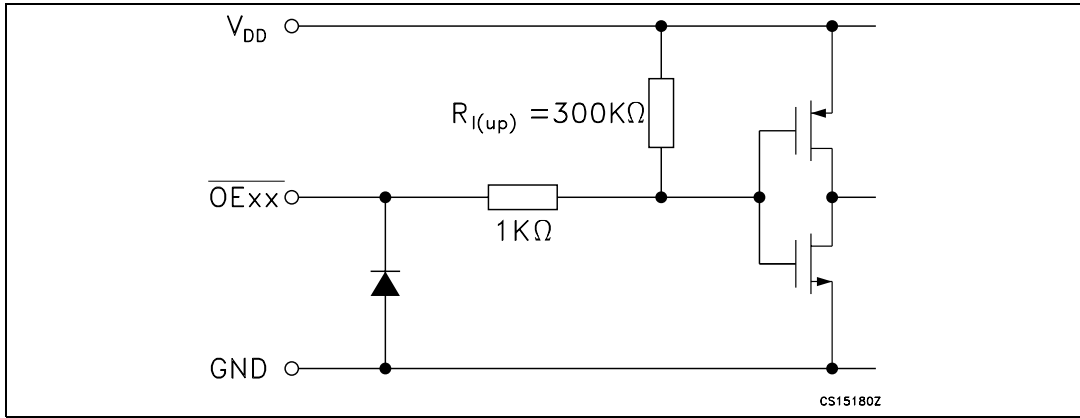 VDD
RI(up) =300KΩ
OExx
1KΩ
GND
CS15180Z